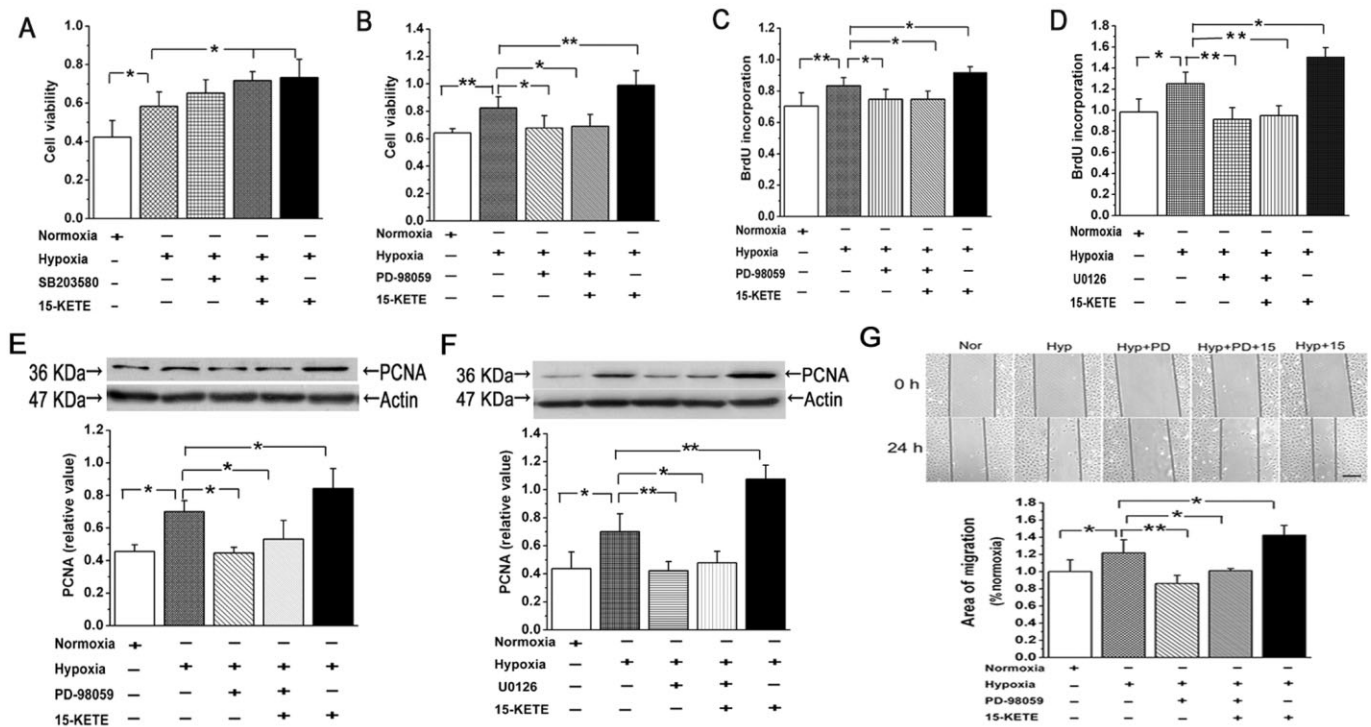 A
Cell viability
1.0
0.8
0.6
0.4
0.2
0.0
* *
Normoxia + – – – –
Hypoxia – + + + +
SB203580 – – + + –
15-KETE – – – + +
B
Cell viability
1.4
1.2
1.0
0.8
0.6
0.4
0.2
0.0
** * * **
Normoxia + – – – –
Hypoxia – + + + +
PD-98059 – – + + –
15-KETE – – – + +
C
BrdU incorporation
1.2
1.0
0.8
0.6
0.4
0.2
0.0
** * * *
Normoxia + – – – –
Hypoxia – + + + +
PD-98059 – – + + –
15-KETE – – – + +
D
BrdU incorporation
1.8
1.6
1.4
1.2
1.0
0.8
0.6
0.4
0.2
0.0
* ** ** *
Normoxia + – – – –
Hypoxia – + + + +
U0126 – – + + –
15-KETE – – – + +
E
36 KDa→ ←PCNA
47 KDa→ ←Actin
PCNA (relative value)
1.2
1.0
0.8
0.6
0.4
0.2
0.0
* * * *
Normoxia + – – – –
Hypoxia – + + + +
PD-98059 – – + + –
15-KETE – – – + +
F
36 KDa→ ←PCNA
47 KDa→ ←Actin
PCNA (relative value)
1.4
1.2
1.0
0.8
0.6
0.4
0.2
0.0
* ** * **
Normoxia + – – – –
Hypoxia – + + + +
U0126 – – + + –
15-KETE – – – + +
G
Nor Hyp Hyp+PD Hyp+PD+15 Hyp+15
0 h
24 h
Area of migration
(% normoxia)
1.8
1.6
1.4
1.2
1.0
0.8
0.6
0.4
0.2
0.0
* ** * *
Normoxia + – – – –
Hypoxia – + + + +
PD-98059 – – + + –
15-KETE – – – + +